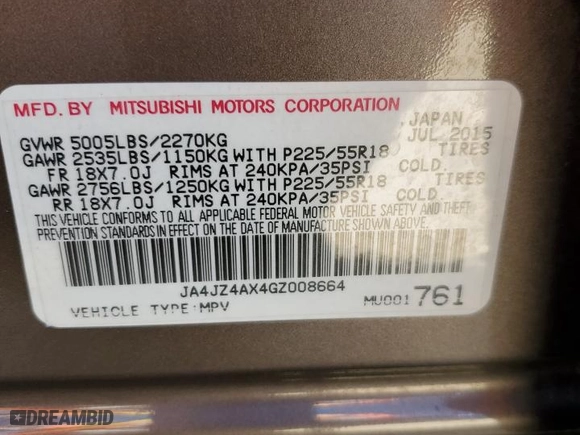 MFD. BY MITSUBISHI MOTORS CORPORATION
JAPAN
GVWR 5005LBS/2270KG JUL 2015
GAWR 2535LBS/1150KG WITH P225/55R18 TIRES
FR 18X7.0J RIMS AT 240KPA/35PSI COLD.
GAWR 2756LBS/1250KG WITH P225/55R18 TIRES
RR 18X7.0J RIMS AT 240KPA/35PSI COLD.
THIS VEHICLE CONFORMS TO ALL APPLICABLE FEDERAL MOTOR VEHICLE SAFETY AND THEFT
PREVENTION STANDARDS IN EFFECT ON THE DATE OF MANUFACTURE SHOWN ABOVE.
JA4JZ4AX4GZ008664
VEHICLE TYPE:MPV MU001 761
DREAMBID